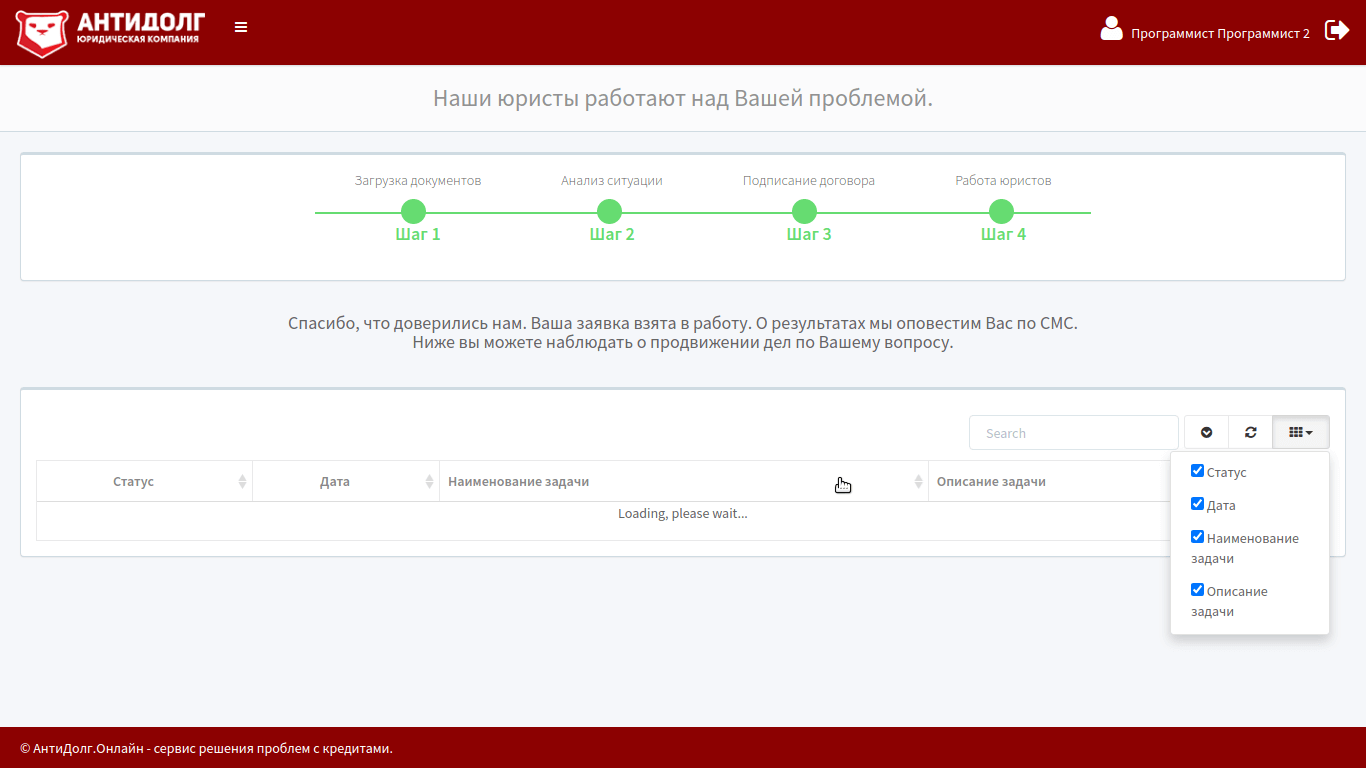 АНТИДОЛГ
ЮРИДИЧЕСКАЯ КОМПАНИЯ
Программист Программист 2
Наши юристы работают над Вашей проблемой.
Загрузка документов
Анализ ситуации
Подписание договора
Работа юристов
Шаг 1
Шаг 2
Шаг 3
Шаг 4
Спасибо, что доверились нам. Ваша заявка взята в работу. О результатах мы оповестим Вас по СМС.
Ниже вы можете наблюдать о продвижении дел по Вашему вопросу.
Search
Статус
Дата
Наименование задачи
Описание задачи
Loading, please wait...
Статус
Дата
Наименование
задачи
Описание
задачи
© АнтиДолг.Онлайн - сервис решения проблем с кредитами.